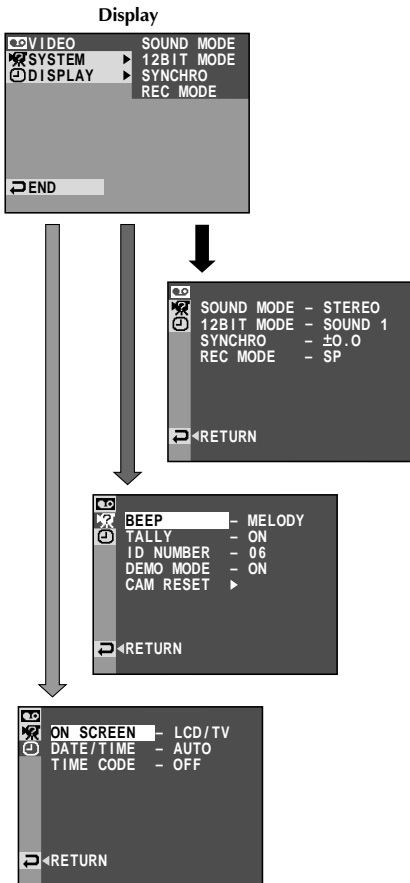 Display
VIDEO SOUND MODE
SYSTEM ▶ 12BIT MODE
DISPLAY ▶ SYNCHRO
REC MODE
END
SOUND MODE – STEREO
12BIT MODE – SOUND 1
SYNCHRO – ±0.0
REC MODE – SP
◀RETURN
BEEP – MELODY
TALLY – ON
ID NUMBER – 06
DEMO MODE – ON
CAM RESET ▶
◀RETURN
ON SCREEN – LCD/TV
DATE/TIME – AUTO
TIME CODE – OFF
◀RETURN